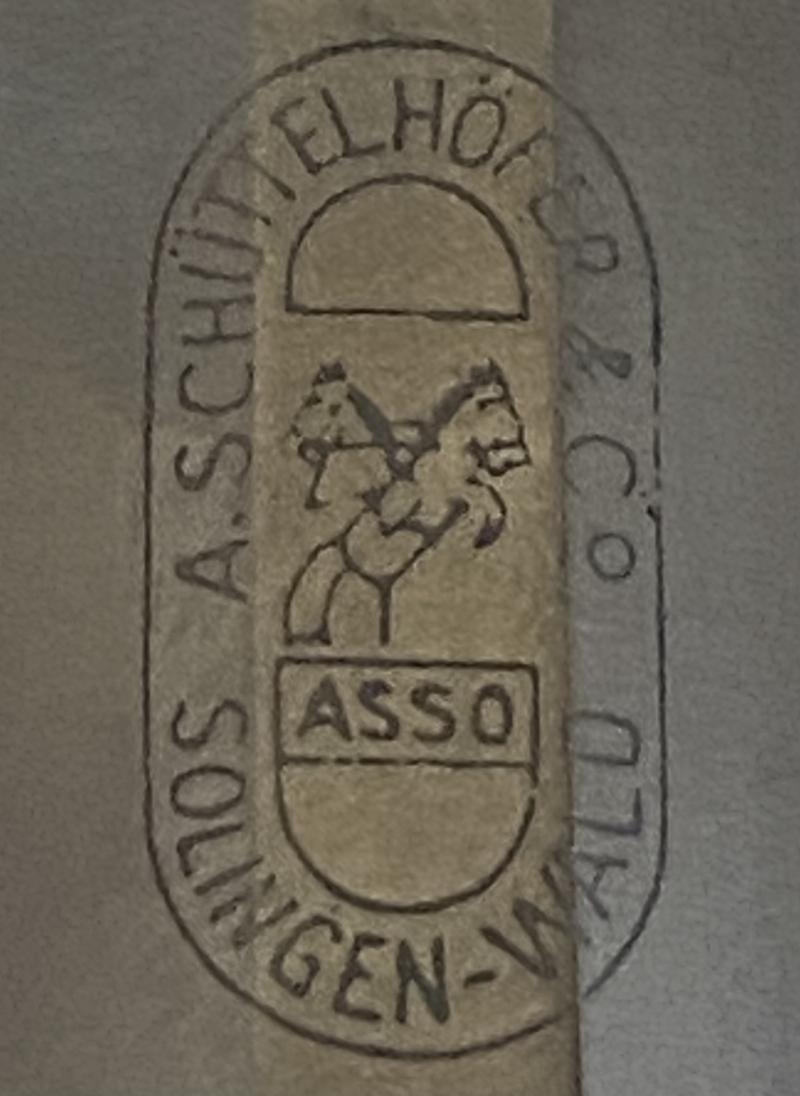 A.SCHÜTTELHÖFER & Co
ASSO
SOLINGEN-WALD